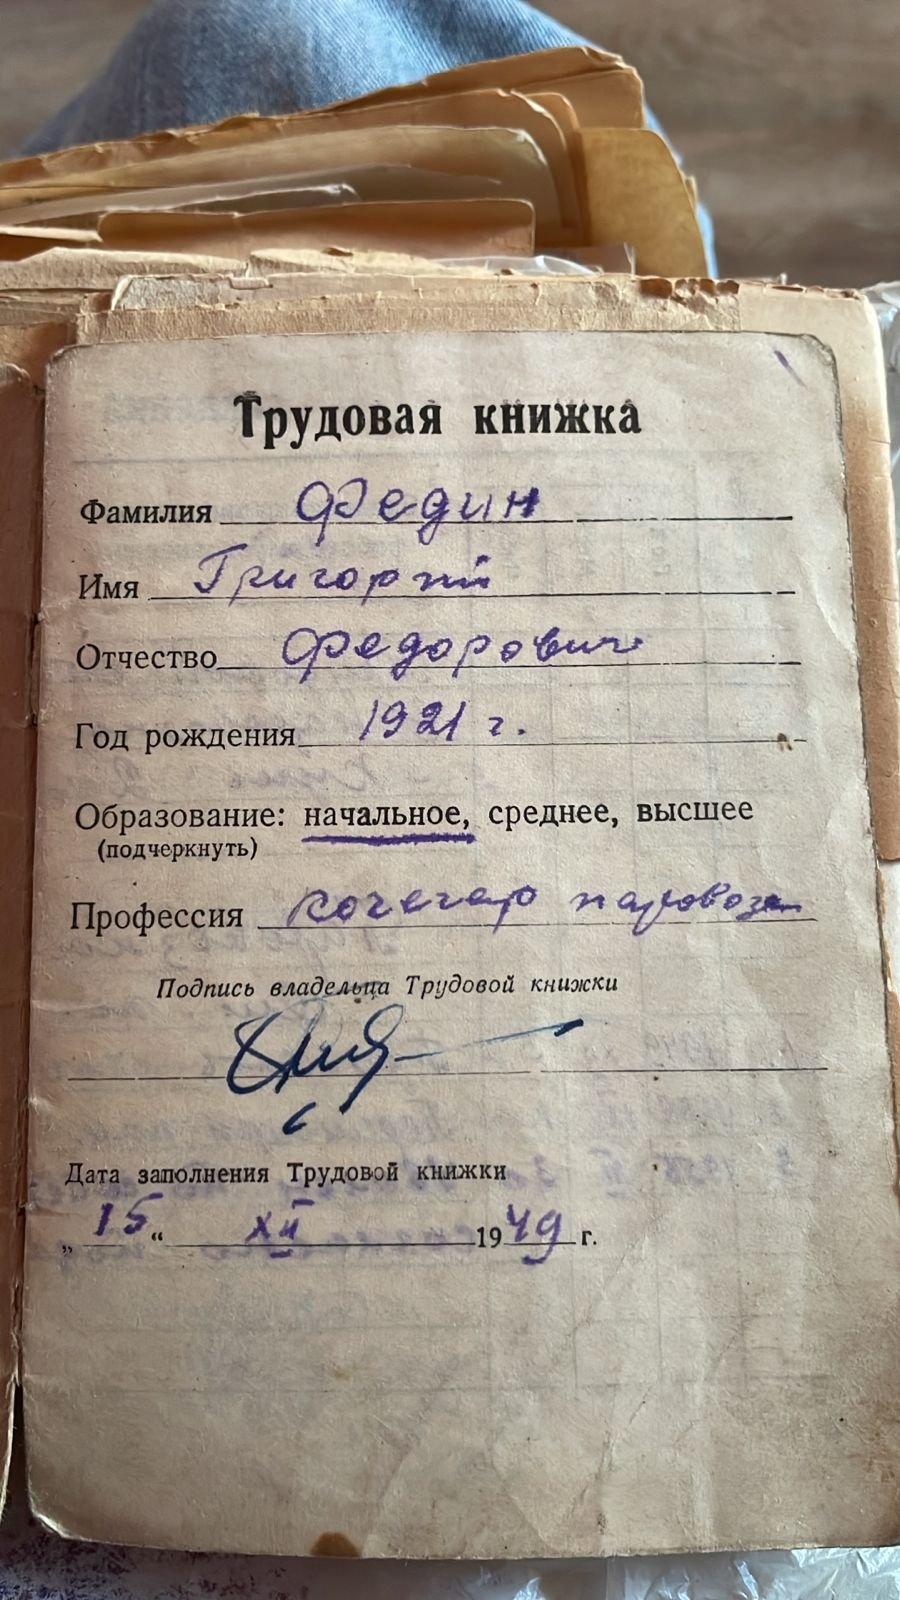 Трудовая книжка
Фамилия Федин
Имя Григорий
Отчество Федорович
Год рождения 1921 г.
Образование: начальное, среднее, высшее
(подчеркнуть)
Профессия кочегар паровоза
Подпись владельца Трудовой книжки
Дата заполнения Трудовой книжки
„ 15 “ XII 1949 г.